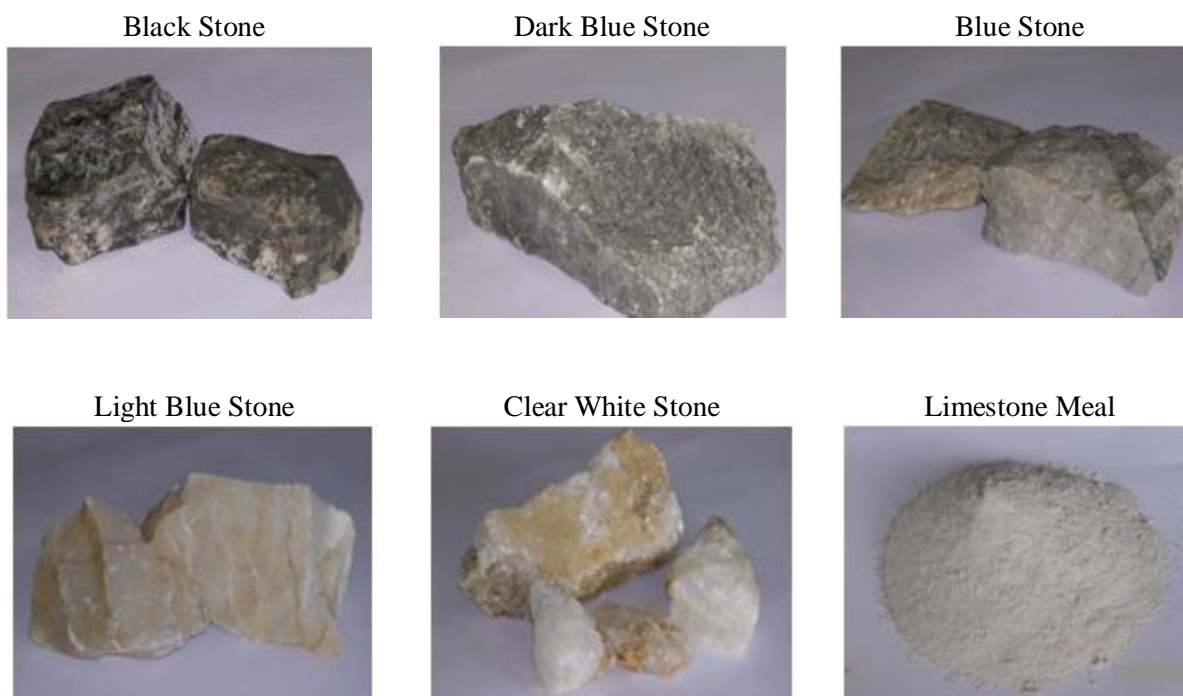 Black Stone
Dark Blue Stone
Blue Stone
Light Blue Stone
Clear White Stone
Limestone Meal